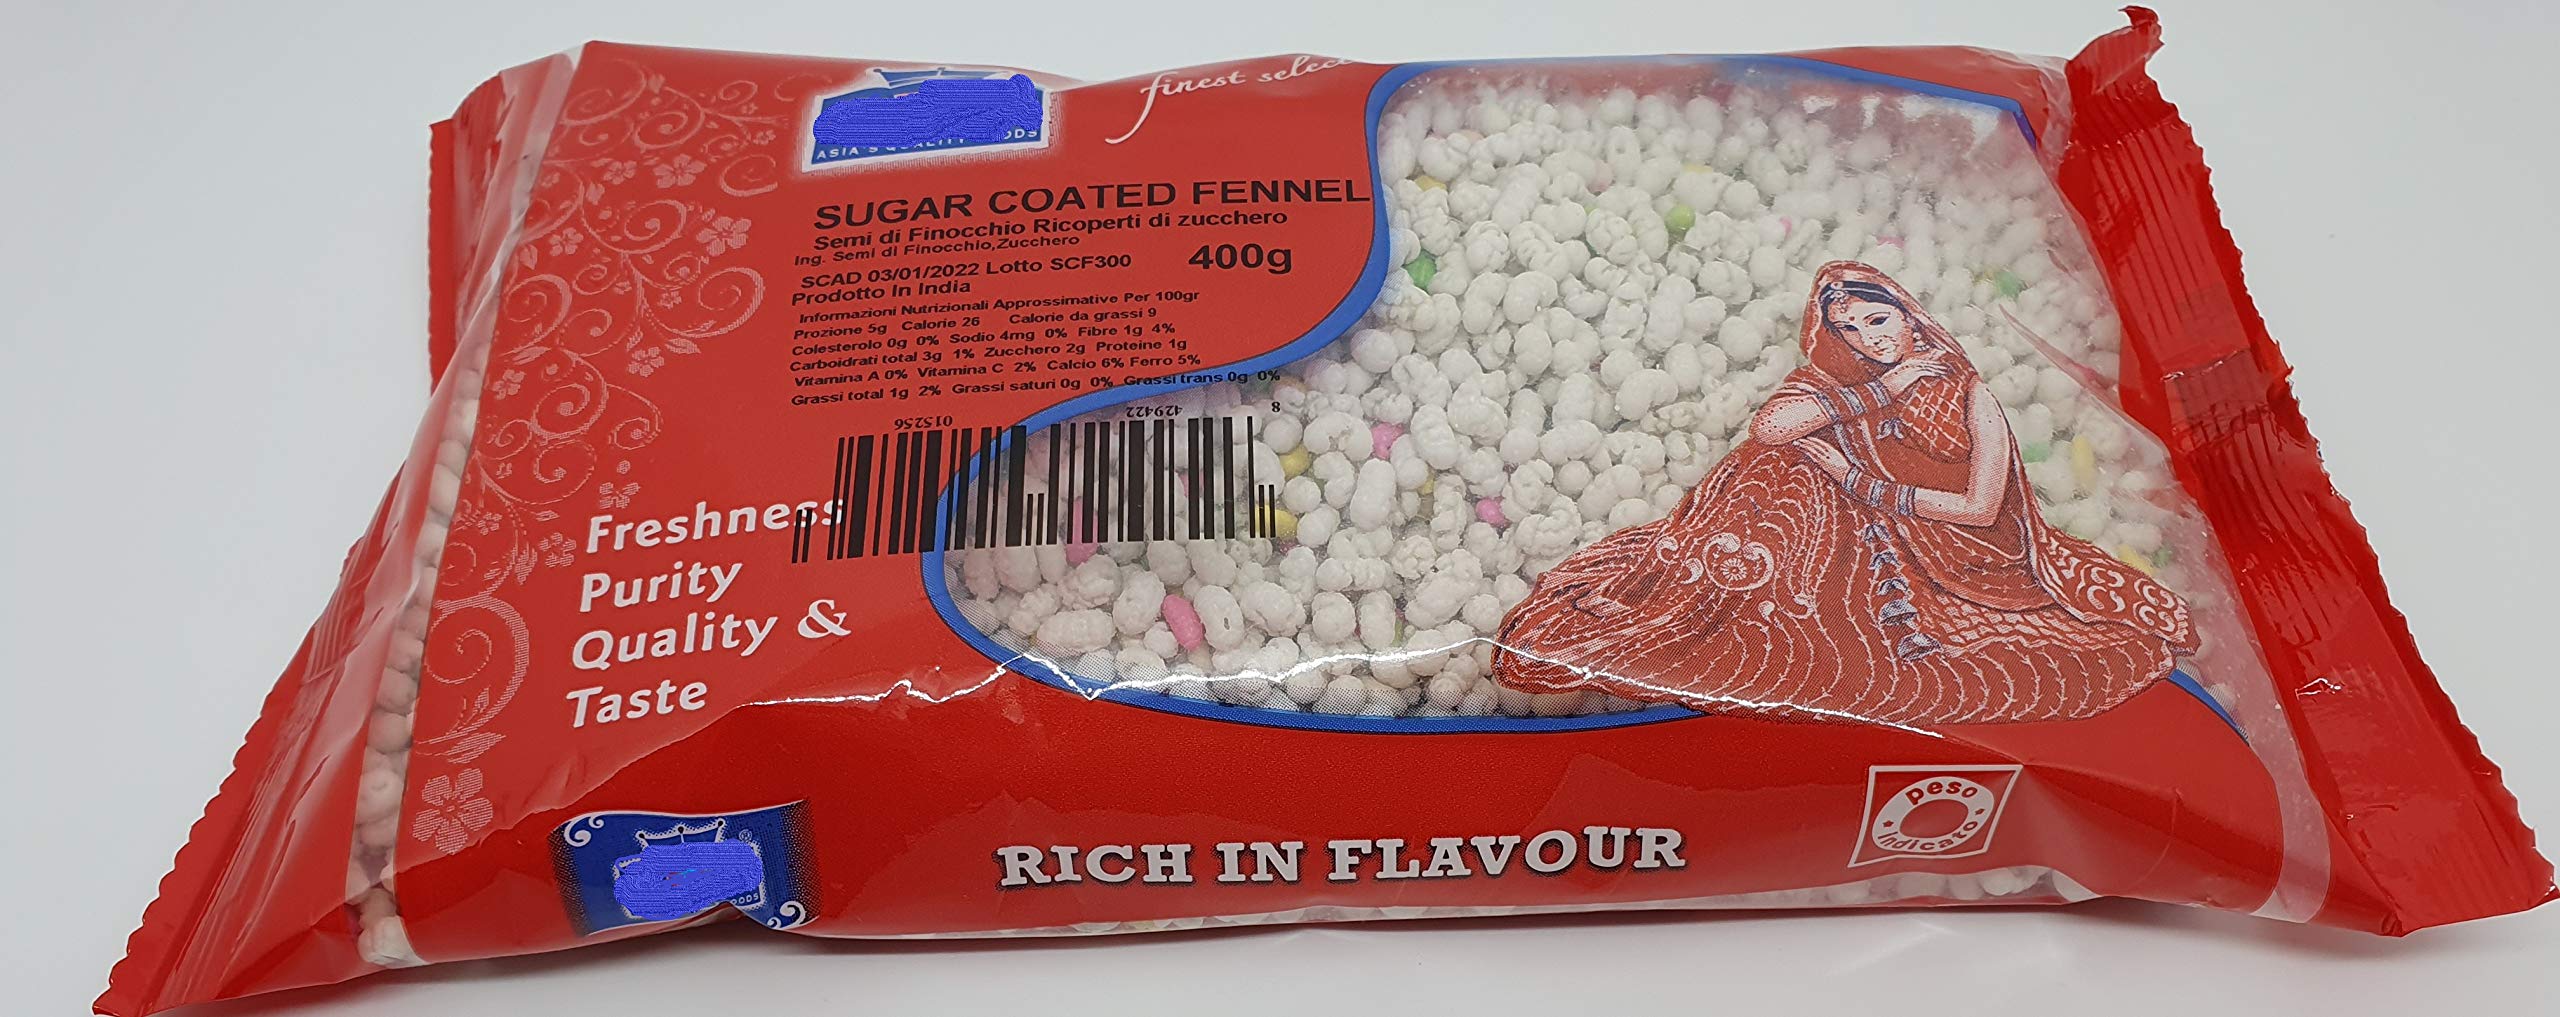 ASIA'S QUALITY
finest
SUGAR COATED FENNEL
Semi di Finocchio Ricoperti di zucchero
Ing. Semi di Finocchio,Zucchero
SCAD 03/01/2022 Lotto SCF300 400g
Prodotto In India
Informazioni Nutrizionali Approssimative Per 100gr
Prozione 5g Calorie 26 Calorie da grassi 9
Colesterolo 0g 0% Sodio 4mg 0% Fibre 1g 4%
Carboidrati total 3g 1% Zucchero 2g Proteine 1g
Vitamina A 0% Vitamina C 2% Calcio 6% Ferro 5%
Grassi total 1g 2% Grassi saturi 0g 0% Grassi trans 0g 0%
8 429422 015256
Freshness
Purity
Quality &
Taste
RICH IN FLAVOUR
peso
indicato